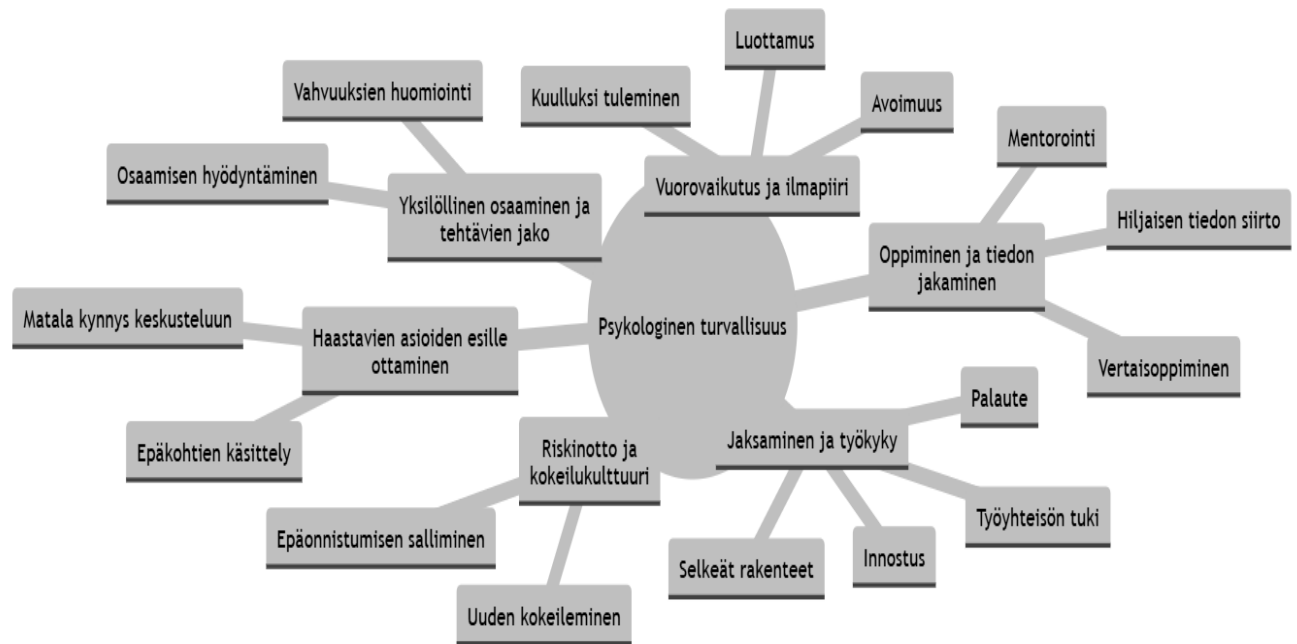 Luottamus
Vahvuuksien huomiointi
Kuulluksi tuleminen
Avoimuus
Mentorointi
Osaamisen hyödyntäminen
Vuorovaikutus ja ilmapiiri
Yksilöllinen osaaminen ja
tehtävien jako
Hiljaisen tiedon siirto
Oppiminen ja tiedon
jakaminen
Matala kynnys keskusteluun
Haastavien asioiden esille
ottaminen
Psykologinen turvallisuus
Vertaisoppiminen
Palaute
Epäkohtien käsittely
Riskinotto ja
kokeilukulttuuri
Jaksaminen ja työkyky
Työyhteisön tuki
Epäonnistumisen salliminen
Selkeät rakenteet
Innostus
Uuden kokeileminen